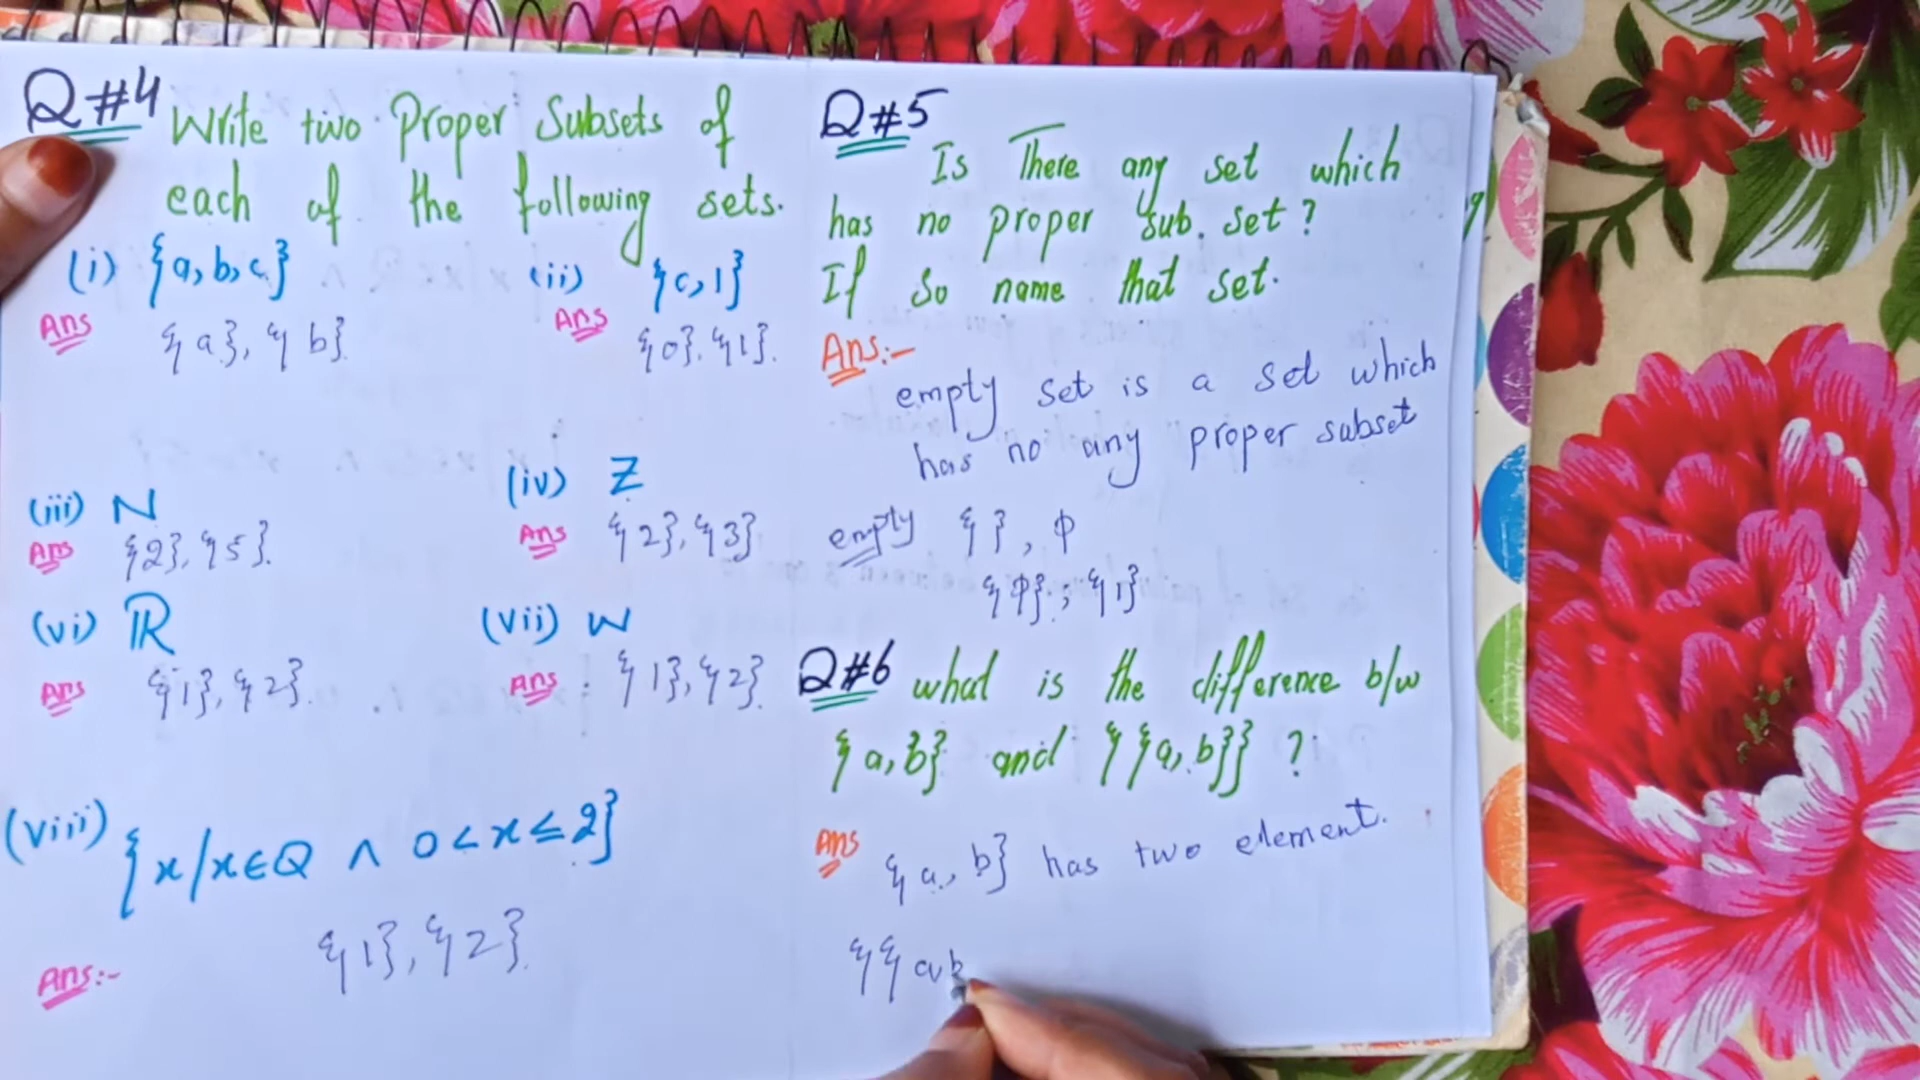 Q#4 Write two Proper Subsets of
each of the following sets.
(i) {a, b, c} (ii) {c, 1}
Ans {a}, {b}. Ans {0}, {1}.
(iii) N (iv) Z
Ans {2}, {5}. Ans {2}, {3}
(vi) R (vii) W
Ans {1}, {2}. Ans {1}, {2}.
(viii) {x/x∈Q ∧ 0<x≤2}
Ans:- {1}, {2}.
Q#5
Is There any set which
has no proper sub. set?
If so name that set.
Ans:-
empty set is a set which
has no any proper subset
empty { }, φ
{φ}; {1}
Q#6 what is the difference b/w
{a, b} and {{a, b}} ?
Ans {a, b} has two element.
{{ab